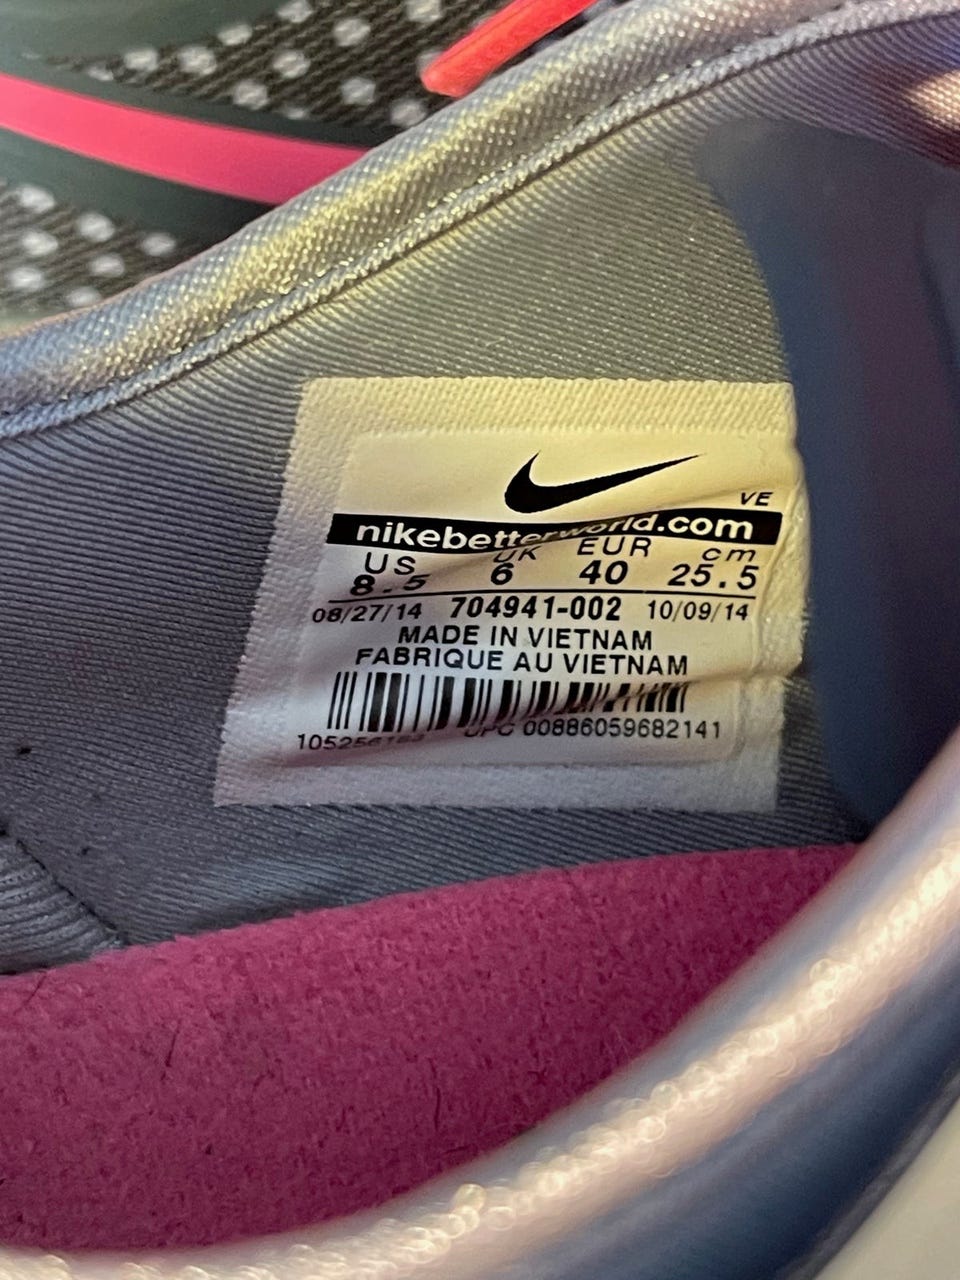 VE
nikebetterworld.com
US UK EUR cm
8.5 6 40 25.5
08/27/14 704941-002 10/09/14
MADE IN VIETNAM
FABRIQUE AU VIETNAM
UPC 00886059682141